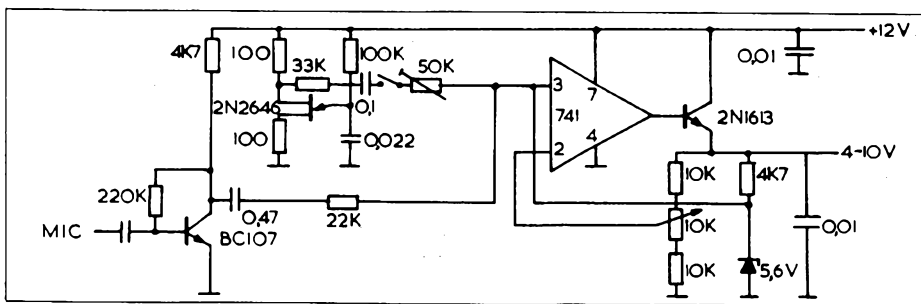 +12V
4K7
100
100K
0,01
33K
50K
3
7
741
2N2646
0,1
2N1613
100
0,022
4
2
4-10V
10K
4K7
220K
0,47
22K
10K
0,01
MIC
BC107
10K
5,6V